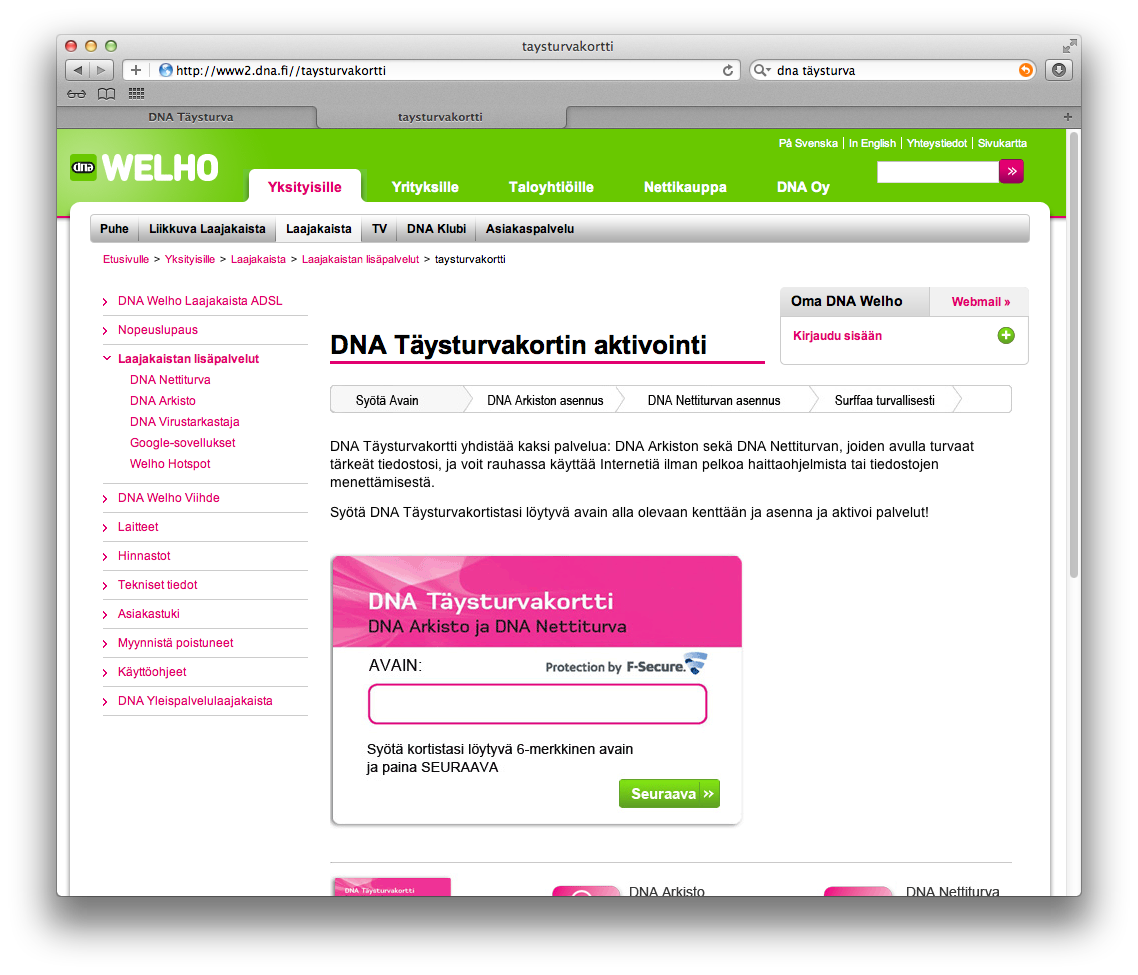 taysturvakortti
http://www2.dna.fi//taysturvakortti
dna täysturva
DNA Täysturva
taysturvakortti
På Svenska | In English | Yhteystiedot | Sivukartta
dna WELHO
Yksityisille
Yrityksille
Taloyhtiöille
Nettikauppa
DNA Oy
»
Puhe
Liikkuva Laajakaista
Laajakaista
TV
DNA Klubi
Asiakaspalvelu
Etusivulle > Yksityisille > Laajakaista > Laajakaistan lisäpalvelut > taysturvakortti
DNA Welho Laajakaista ADSL
Nopeuslupaus
Laajakaistan lisäpalvelut
DNA Nettiturva
DNA Arkisto
DNA Virustarkastaja
Google-sovellukset
Welho Hotspot
DNA Welho Viihde
Laitteet
Hinnastot
Tekniset tiedot
Asiakastuki
Myynnistä poistuneet
Käyttöohjeet
DNA Yleispalvelulaajakaista
Oma DNA Welho
Webmail »
Kirjaudu sisään
DNA Täysturvakortin aktivointi
Syötä Avain
DNA Arkiston asennus
DNA Nettiturvan asennus
Surffaa turvallisesti
DNA Täysturvakortti yhdistää kaksi palvelua: DNA Arkiston sekä DNA Nettiturvan, joiden avulla turvaat
tärkeät tiedostosi, ja voit rauhassa käyttää Internetiä ilman pelkoa haittaohjelmista tai tiedostojen
menettämisestä.
Syötä DNA Täysturvakortistasi löytyvä avain alla olevaan kenttään ja asenna ja aktivoi palvelut!
DNA Täysturvakortti
DNA Arkisto ja DNA Nettiturva
AVAIN:
Protection by F-Secure.
Syötä kortistasi löytyvä 6-merkkinen avain
ja paina SEURAAVA
Seuraava »
DNA Täysturvakortti
DNA Arkisto
DNA Nettiturva